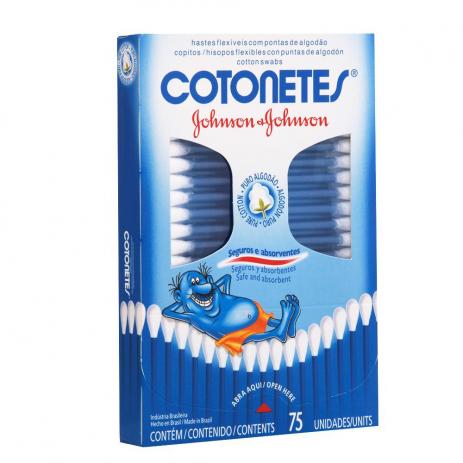 hastes flexíveis com pontas de algodão
copitos / hisopos flexibles con puntas de algodón
cotton swabs
COTONETES®
Johnson & Johnson
PURO ALGODÃO • ALGODÓN PURO • PURE COTTON
Seguros e absorventes
Seguros y absorbentes
Safe and absorbent
ABRA AQUI / OPEN HERE
Indústria Brasileira
Hecho en Brasil / Made in Brazil
CONTÉM / CONTENIDO / CONTENTS 75 UNIDADES/UNITS
COTONETES
Johnson & Johnson